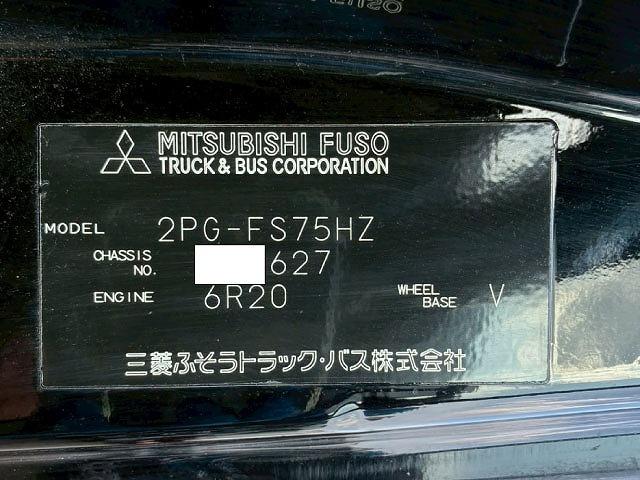 MITSUBISHI FUSO
TRUCK & BUS CORPORATION
MODEL 2PG-FS75HZ
CHASSIS NO. 627
ENGINE 6R20 WHEEL BASE V
三菱ふそうトラック・バス株式会社